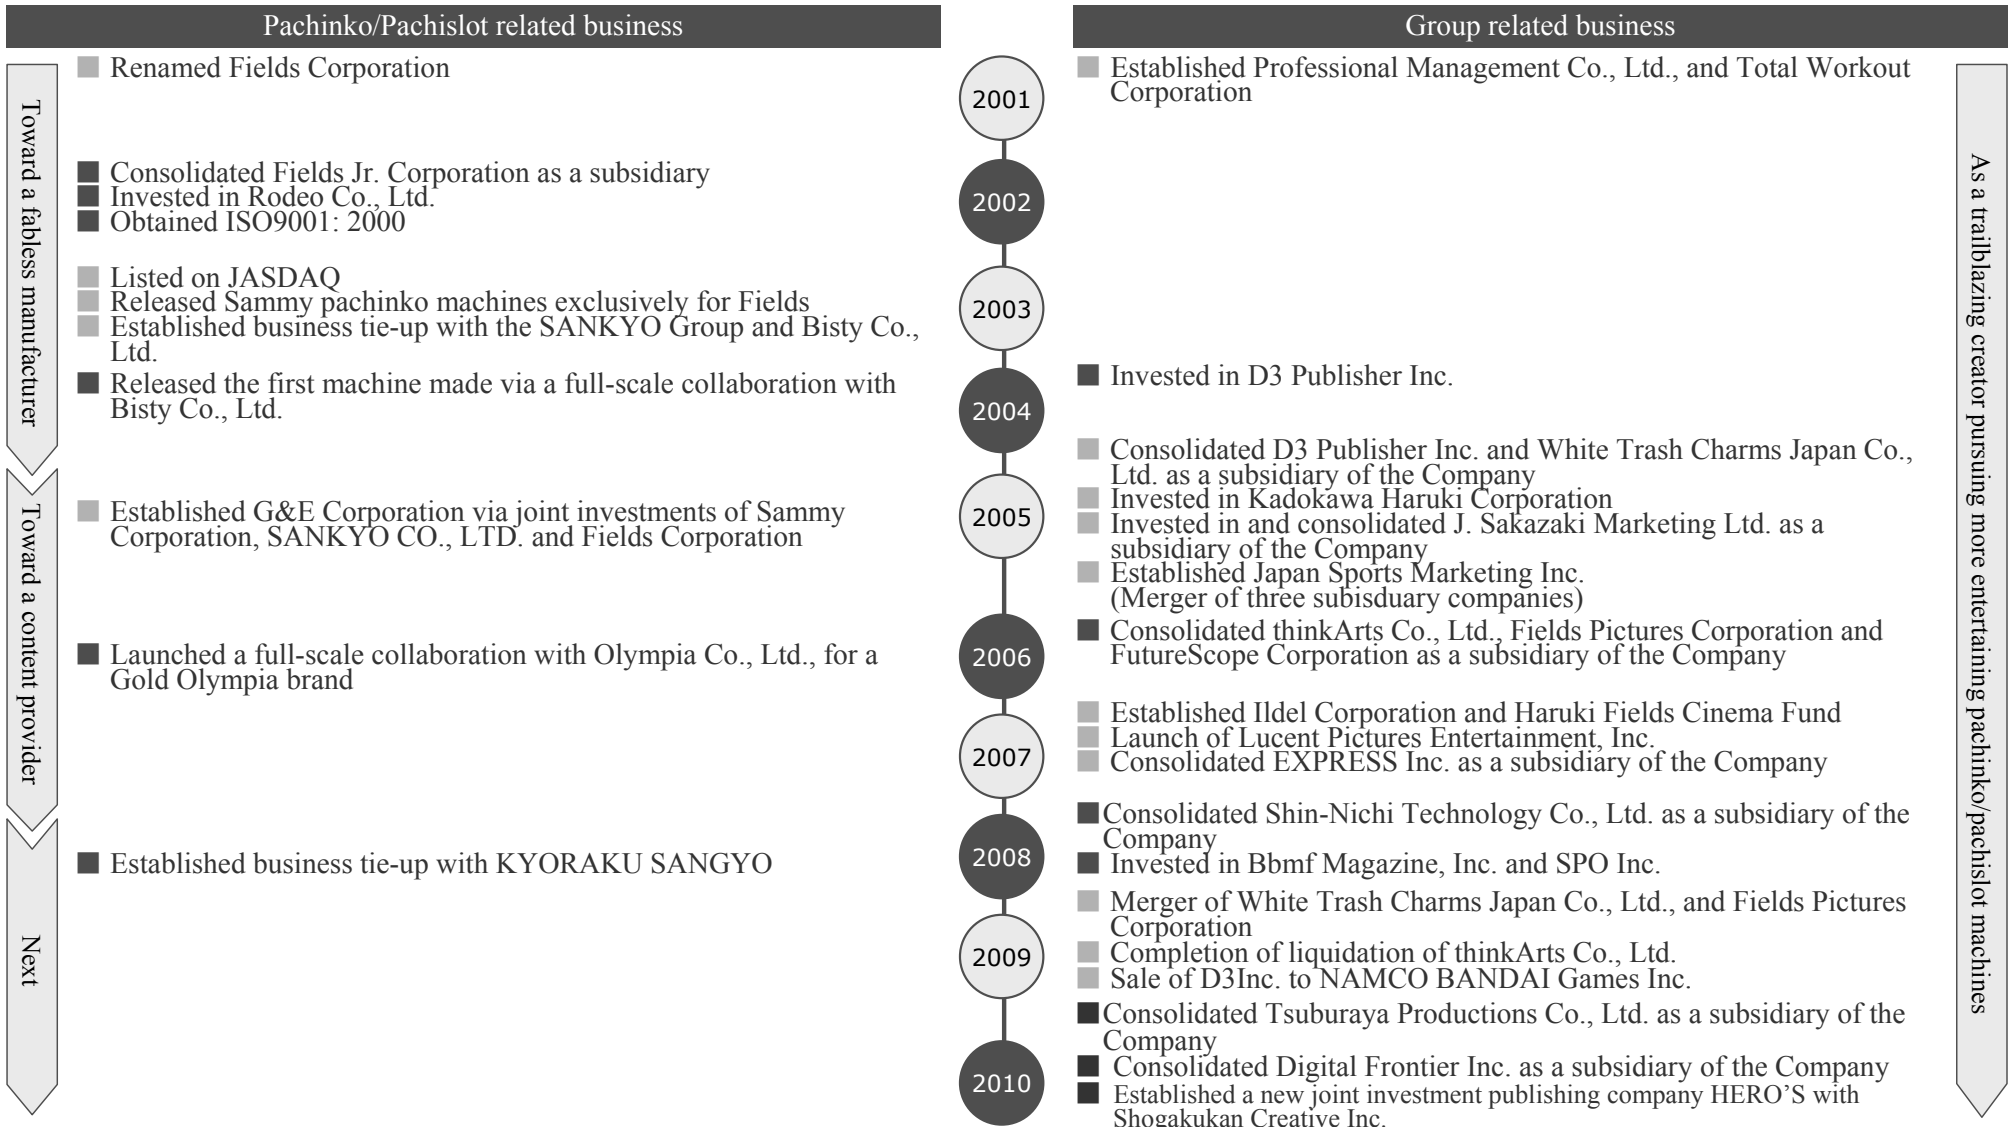 Pachinko/Pachislot related business
Toward a fabless manufacturer
Toward a content provider
Next
Renamed Fields Corporation
Consolidated Fields Jr. Corporation as a subsidiary
Invested in Rodeo Co., Ltd.
Obtained ISO9001: 2000
Listed on JASDAQ
Released Sammy pachinko machines exclusively for Fields
Established business tie-up with the SANKYO Group and Bisty Co.,
Ltd.
Released the first machine made via a full-scale collaboration with
Bisty Co., Ltd.
Established G&E Corporation via joint investments of Sammy
Corporation, SANKYO CO., LTD. and Fields Corporation
Launched a full-scale collaboration with Olympia Co., Ltd., for a
Gold Olympia brand
Established business tie-up with KYORAKU SANGYO
2001
2002
2003
2004
2005
2006
2007
2008
2009
2010
Group related business
Established Professional Management Co., Ltd., and Total Workout
Corporation
Invested in D3 Publisher Inc.
Consolidated D3 Publisher Inc. and White Trash Charms Japan Co.,
Ltd. as a subsidiary of the Company
Invested in Kadokawa Haruki Corporation
Invested in and consolidated J. Sakazaki Marketing Ltd. as a
subsidiary of the Company
Established Japan Sports Marketing Inc.
(Merger of three subisduary companies)
Consolidated thinkArts Co., Ltd., Fields Pictures Corporation and
FutureScope Corporation as a subsidiary of the Company
Established Ildel Corporation and Haruki Fields Cinema Fund
Launch of Lucent Pictures Entertainment, Inc.
Consolidated EXPRESS Inc. as a subsidiary of the Company
Consolidated Shin-Nichi Technology Co., Ltd. as a subsidiary of the
Company
Invested in Bbmf Magazine, Inc. and SPO Inc.
Merger of White Trash Charms Japan Co., Ltd., and Fields Pictures
Corporation
Completion of liquidation of thinkArts Co., Ltd.
Sale of D3Inc. to NAMCO BANDAI Games Inc.
Consolidated Tsuburaya Productions Co., Ltd. as a subsidiary of the
Company
Consolidated Digital Frontier Inc. as a subsidiary of the Company
Established a new joint investment publishing company HERO’S with
Shogakukan Creative Inc.
As a trailblazing creator pursuing more entertaining pachinko/pachislot machines